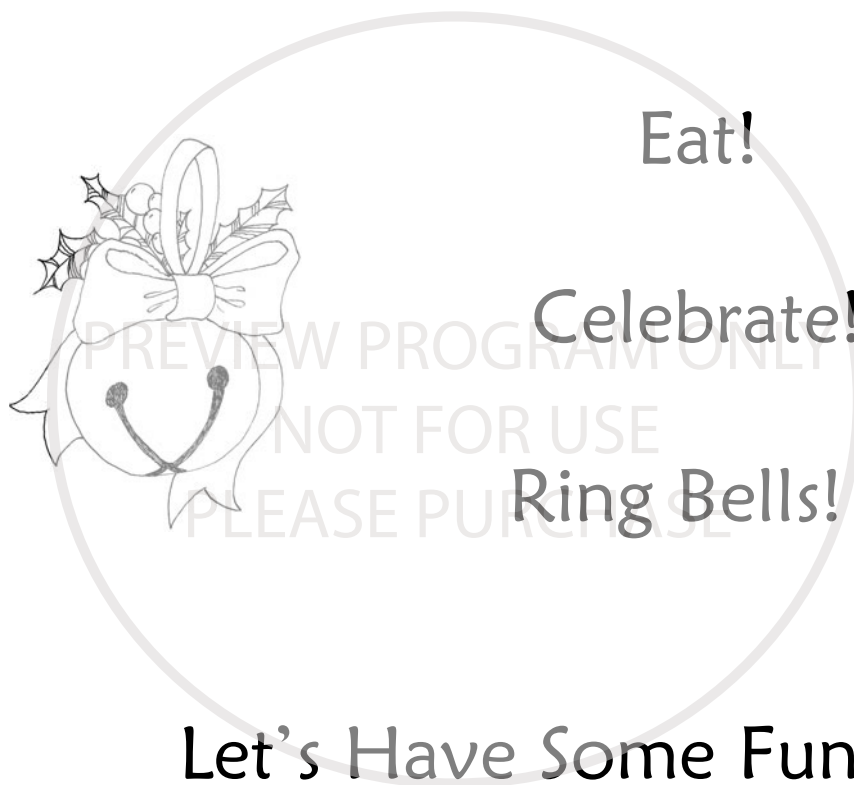 Eat!
Celebrate!
PREVIEW PROGRAM ONLY
NOT FOR USE
Ring Bells!
PLEASE PURCHASE
Let’s Have Some Fun